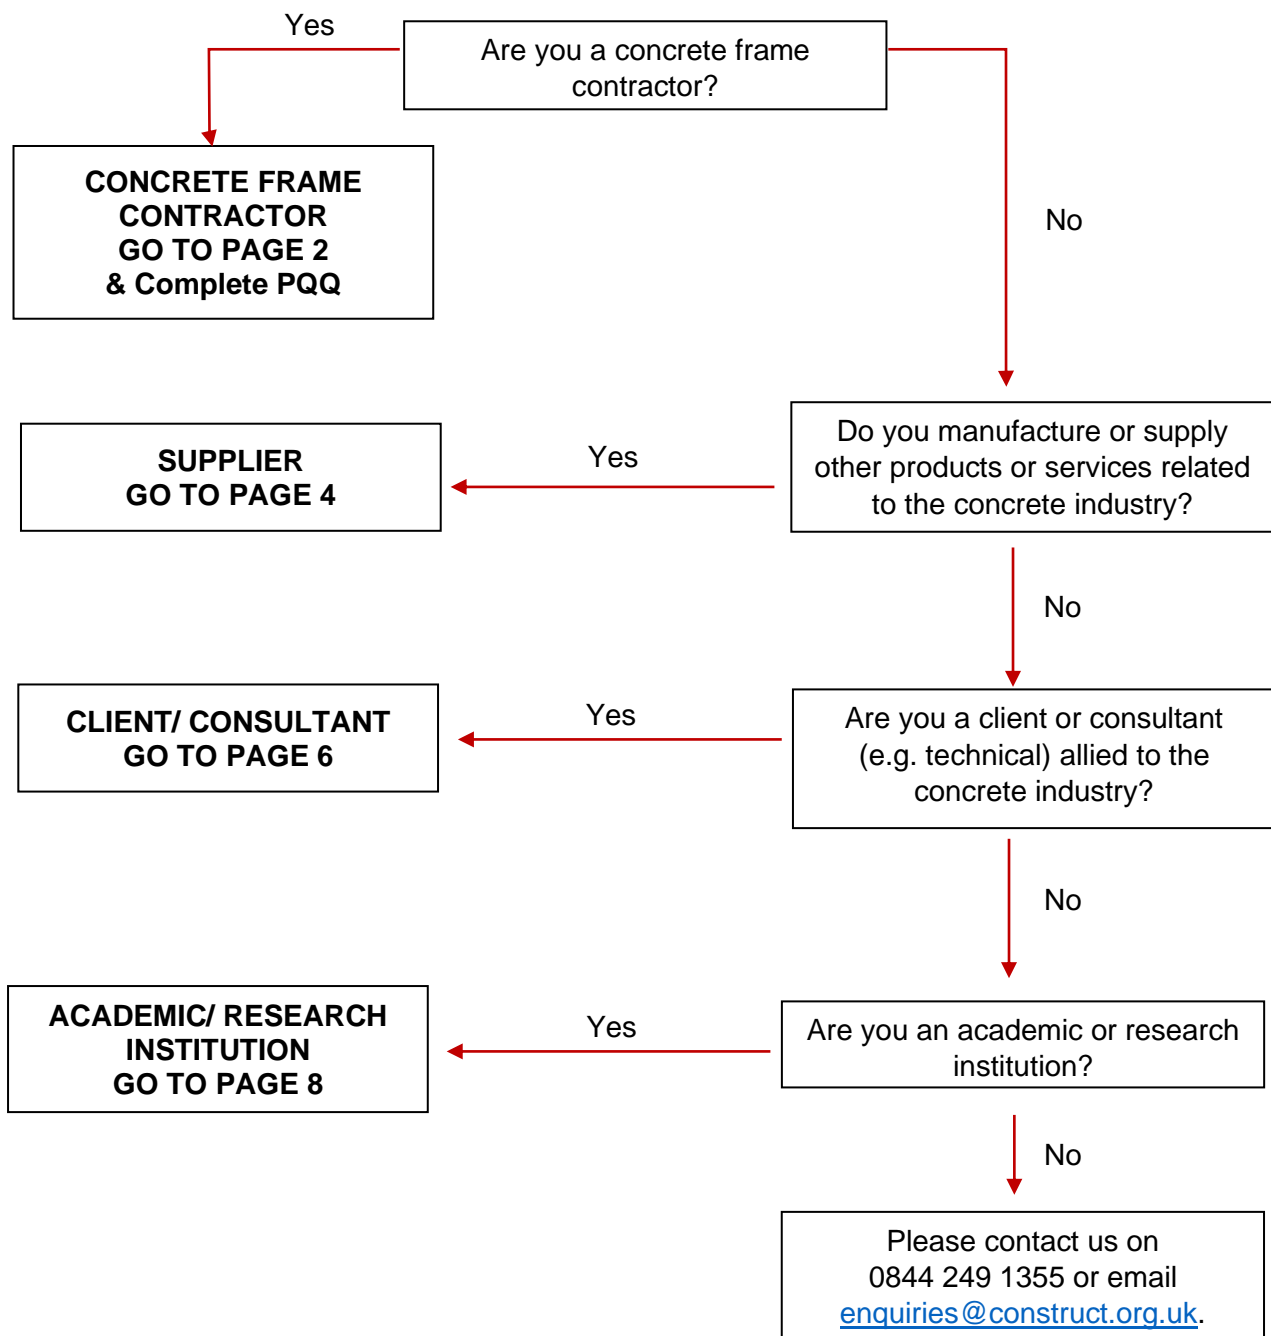 Yes
Are you a concrete frame
contractor?
CONCRETE FRAME
CONTRACTOR
GO TO PAGE 2
& Complete PQQ
No
Do you manufacture or supply
other products or services related
to the concrete industry?
Yes
SUPPLIER
GO TO PAGE 4
No
Are you a client or consultant
(e.g. technical) allied to the
concrete industry?
Yes
CLIENT/ CONSULTANT
GO TO PAGE 6
No
Are you an academic or research
institution?
Yes
ACADEMIC/ RESEARCH
INSTITUTION
GO TO PAGE 8
No
Please contact us on
0844 249 1355 or email
enquiries@construct.org.uk.